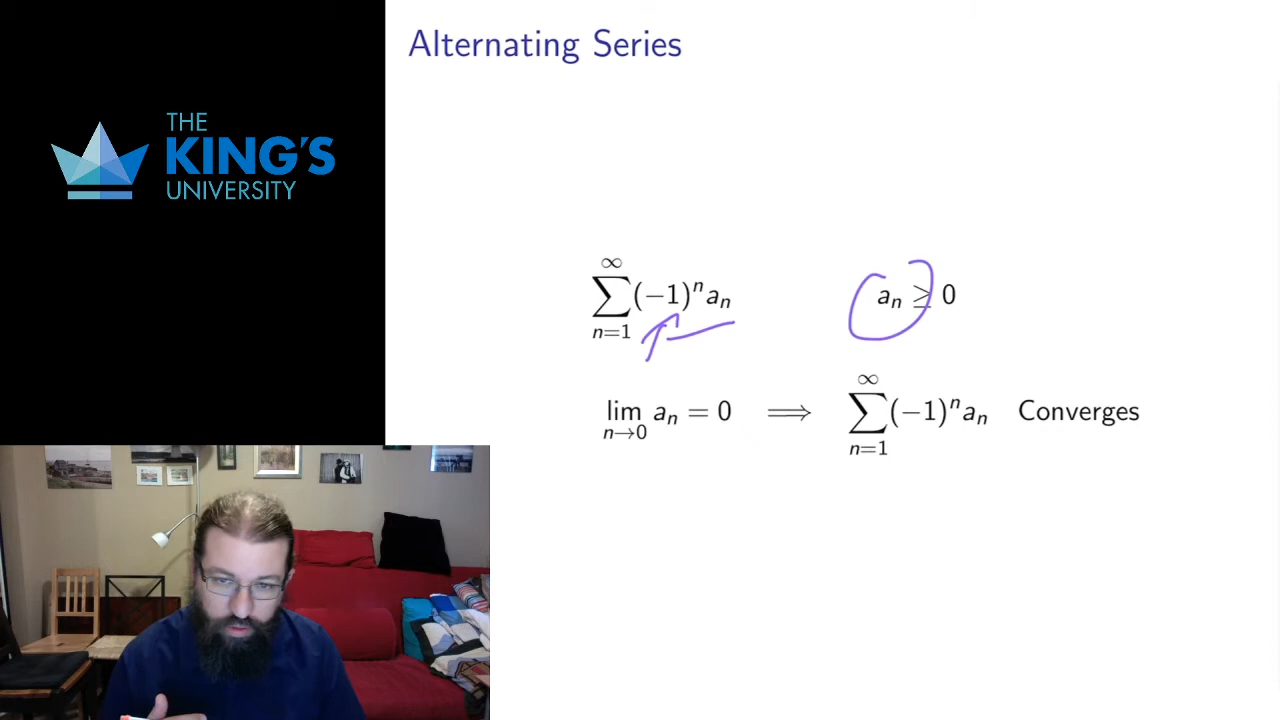 Alternating Series
THE
KING'S
UNIVERSITY
∞
∑(−1)ⁿaₙ aₙ ≥ 0
n=1
∞
lim aₙ = 0 ⟹ ∑(−1)ⁿaₙ Converges
n→0 n=1